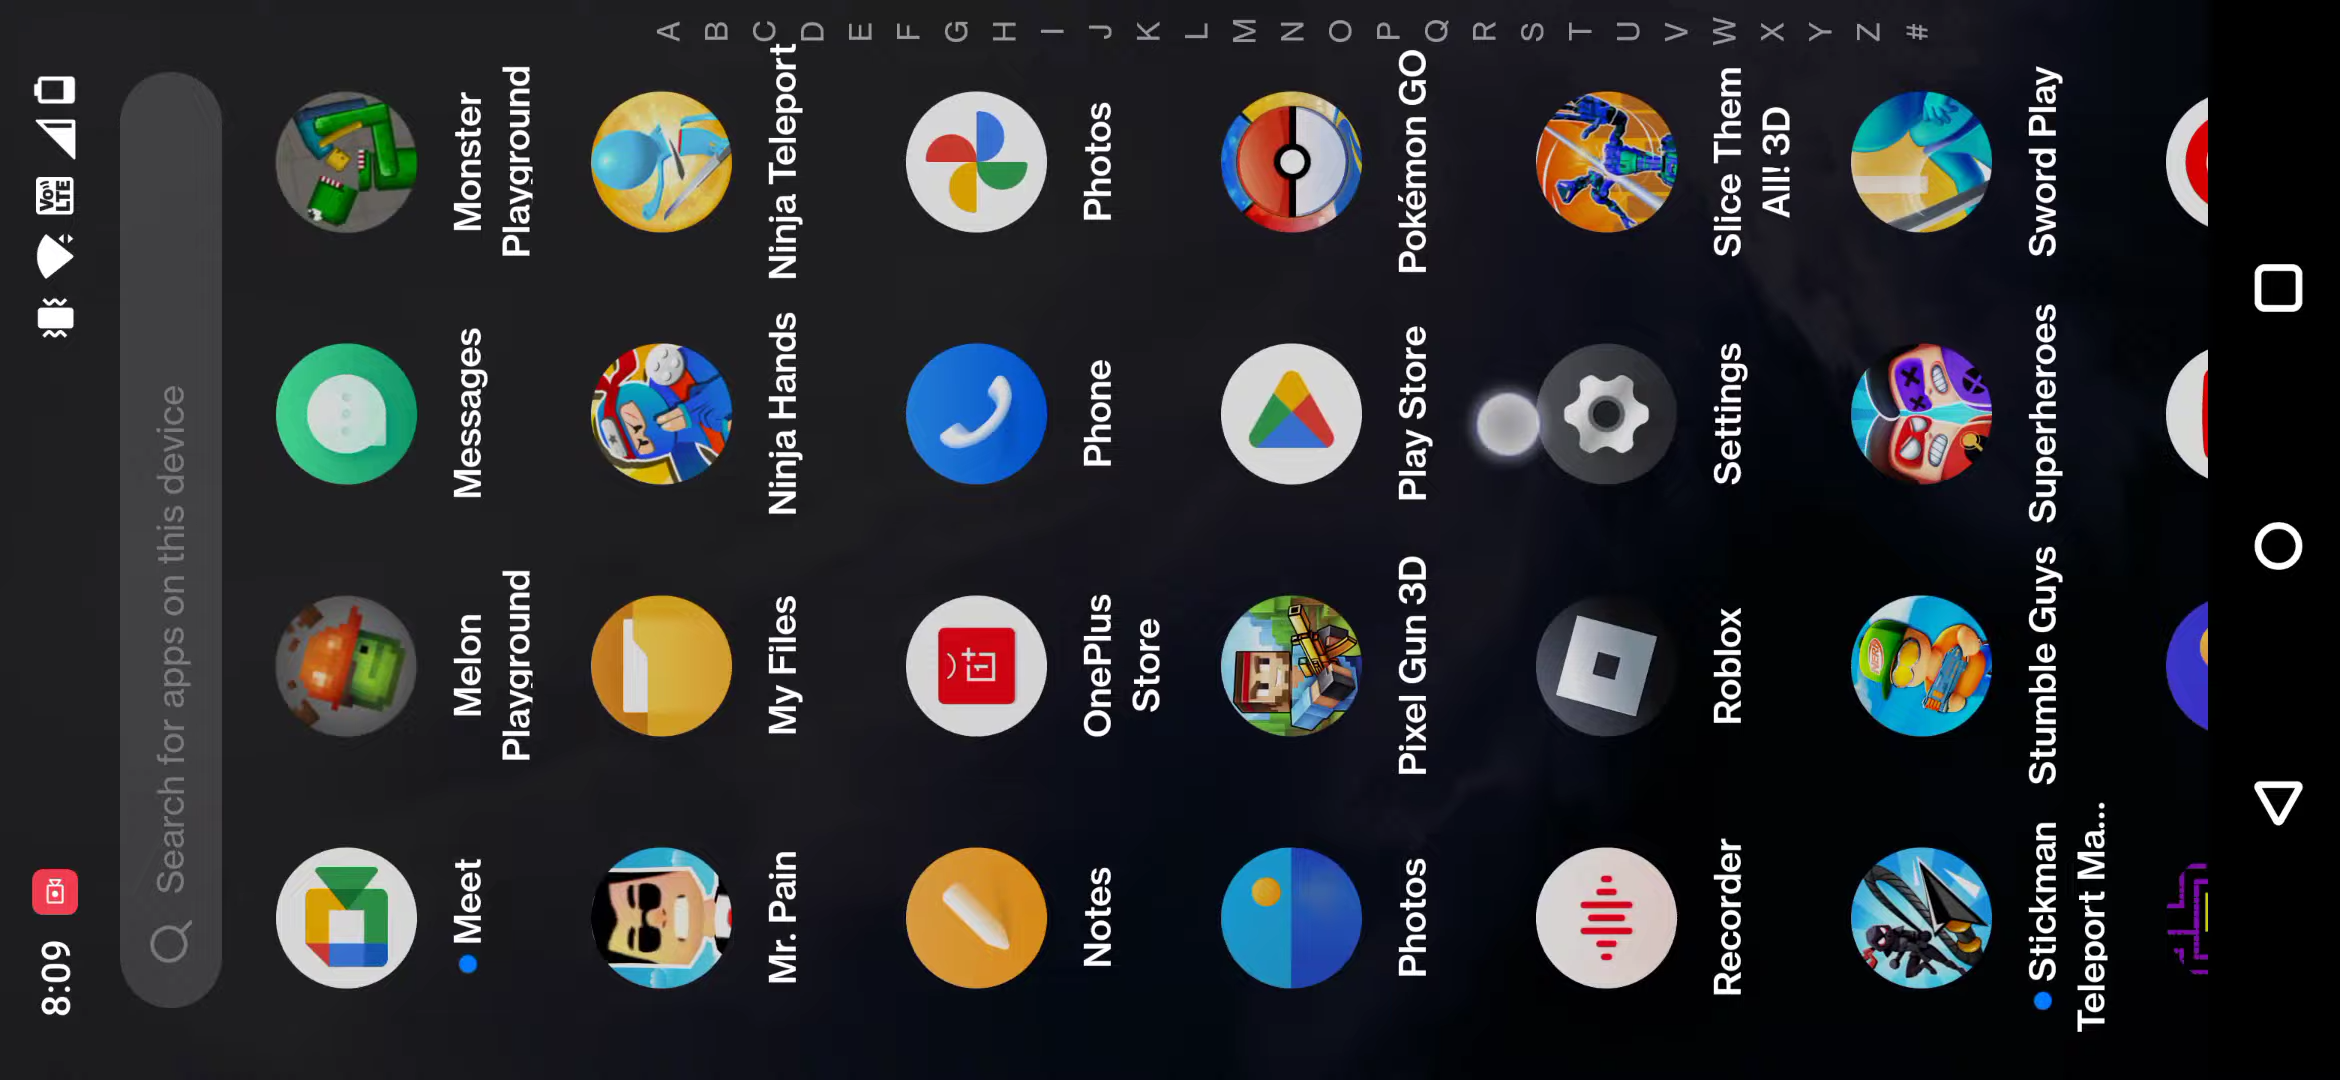 8:09
Vo LTE
Search for apps on this device
Meet
Melon
Playground
Messages
Monster
Playground
Mr. Pain
My Files
Ninja Hands
Ninja Teleport
Notes
OnePlus
Store
Phone
Photos
Photos
Pixel Gun 3D
Play Store
Pokémon GO
Recorder
Roblox
Settings
Slice Them
All! 3D
Stickman
Teleport Ma...
Stumble Guys
Superheroes
Sword Play
A
B
C
D
E
F
G
H
I
J
K
L
M
N
O
P
Q
R
S
T
U
V
W
X
Y
Z
#